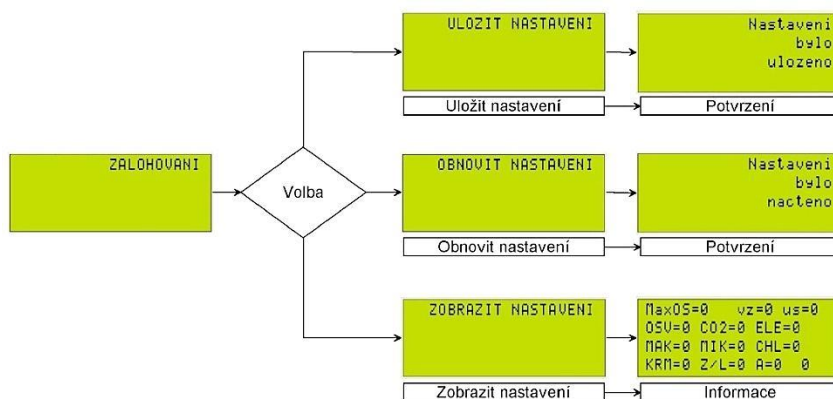 ULOZIT NASTAVENI
Nastaveni
bylo
ulozeno
Uložit nastavení
Potvrzení
ZALOHOVANI
Volba
OBNOVIT NASTAVENI
Nastaveni
bylo
nacteno
Obnovit nastavení
Potvrzení
ZOBRAZIT NASTAVENI
MaxOS=0 vz=0 us=0
OSV=0 CO2=0 ELE=0
MAK=0 MIK=0 CHL=0
KRM=0 Z/L=0 A=0 0
Zobrazit nastavení
Informace